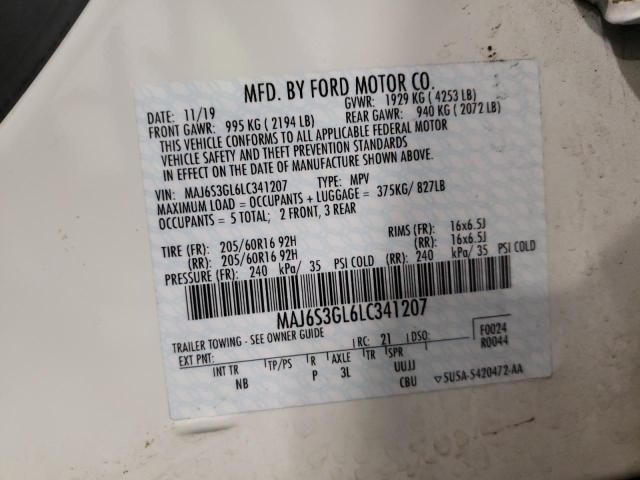 MFD. BY FORD MOTOR CO.
DATE: 11/19 GVWR: 1929 KG ( 4253 LB)
FRONT GAWR: 995 KG ( 2194 LB) REAR GAWR: 940 KG ( 2072 LB)
THIS VEHICLE CONFORMS TO ALL APPLICABLE FEDERAL MOTOR
VEHICLE SAFETY AND THEFT PREVENTION STANDARDS
IN EFFECT ON THE DATE OF MANUFACTURE SHOWN ABOVE.
VIN: MAJ6S3GL6LC341207 TYPE: MPV
MAXIMUM LOAD = OCCUPANTS + LUGGAGE = 375KG/ 827LB
OCCUPANTS = 5 TOTAL; 2 FRONT, 3 REAR
TIRE (FR): 205/60R16 92H RIMS (FR): 16x6.5J
(RR): 205/60R16 92H (RR): 16x6.5J
PRESSURE (FR): 240 kPa/ 35 PSI COLD (RR): 240 kPa/ 35 PSI COLD
MAJ6S3GL6LC341207
TRAILER TOWING - SEE OWNER GUIDE F0024
EXT PNT: RC: 21 DSO: R0044
INT TR TP/PS R AXLE TR SPR
NB P 3L UUJJ
CBU ▽SU5A-5420472-AA